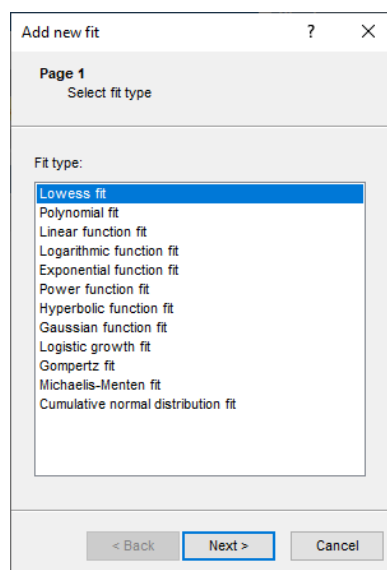 Add new fit ?
Page 1
Select fit type
Fit type:
Lowess fit
Polynomial fit
Linear function fit
Logarithmic function fit
Exponential function fit
Power function fit
Hyperbolic function fit
Gaussian function fit
Logistic growth fit
Gompertz fit
Michaelis-Menten fit
Cumulative normal distribution fit
< Back Next > Cancel